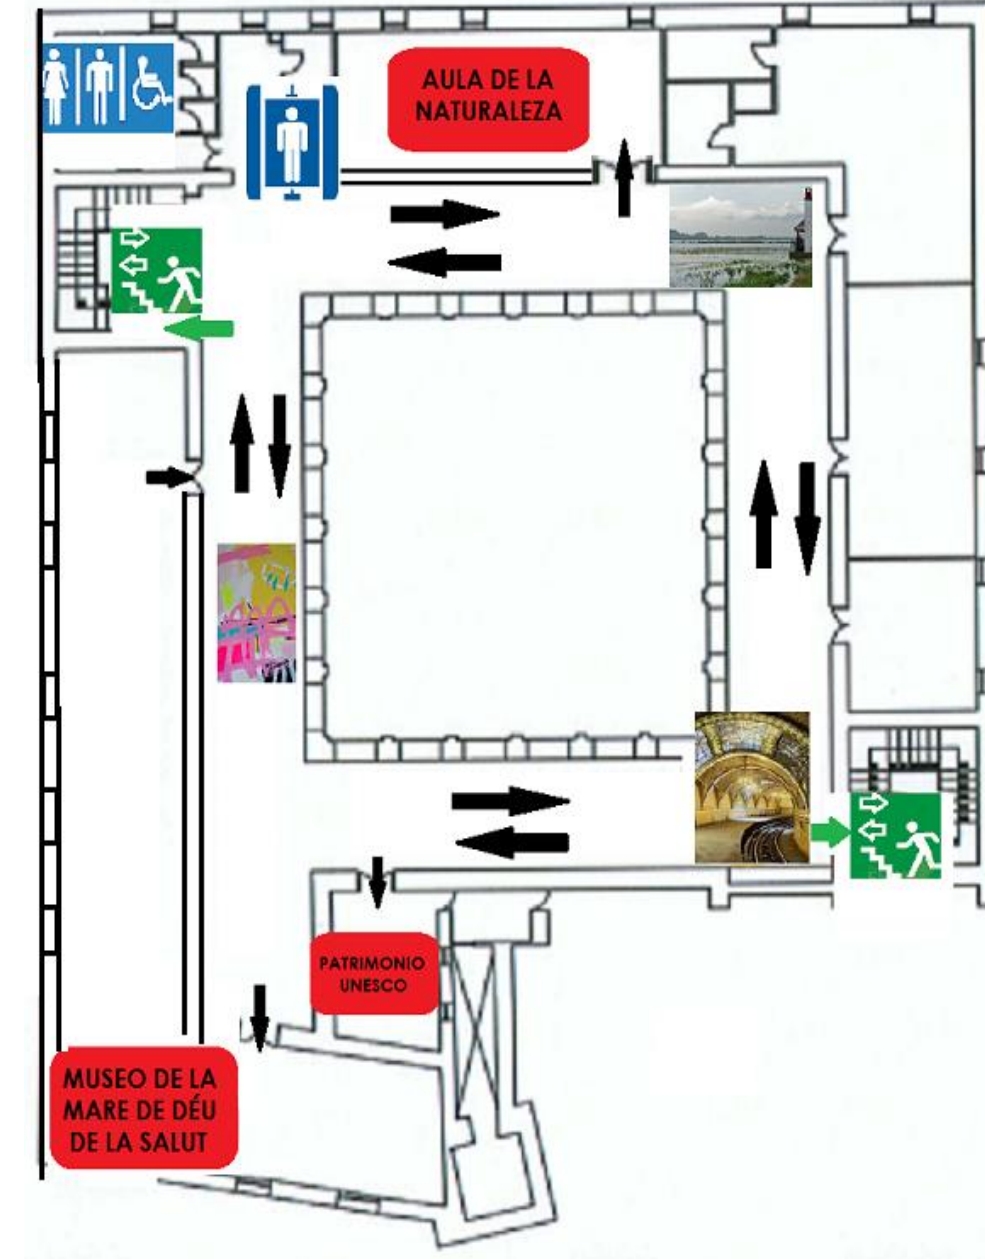 AULA DE LA
NATURALEZA
PATRIMONIO
UNESCO
MUSEO DE LA
MARE DE DÉU
DE LA SALUT